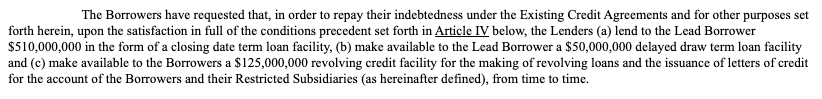 The Borrowers have requested that, in order to repay their indebtedness under the Existing Credit Agreements and for other purposes set
forth herein, upon the satisfaction in full of the conditions precedent set forth in Article IV below, the Lenders (a) lend to the Lead Borrower
$510,000,000 in the form of a closing date term loan facility, (b) make available to the Lead Borrower a $50,000,000 delayed draw term loan facility
and (c) make available to the Borrowers a $125,000,000 revolving credit facility for the making of revolving loans and the issuance of letters of credit
for the account of the Borrowers and their Restricted Subsidiaries (as hereinafter defined), from time to time.